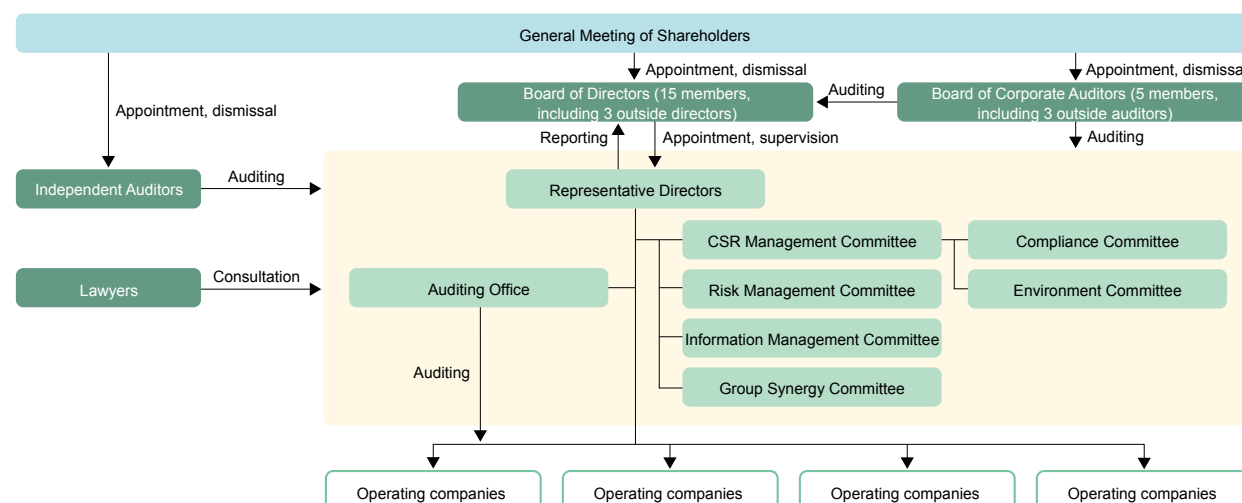 General Meeting of Shareholders
Appointment, dismissal
Appointment, dismissal
Appointment, dismissal
Board of Directors (15 members,
including 3 outside directors)
Auditing
Board of Corporate Auditors (5 members,
including 3 outside auditors)
Reporting
Appointment, supervision
Auditing
Independent Auditors
Auditing
Representative Directors
CSR Management Committee
Compliance Committee
Lawyers
Consultation
Auditing Office
Risk Management Committee
Environment Committee
Information Management Committee
Auditing
Group Synergy Committee
Operating companies
Operating companies
Operating companies
Operating companies